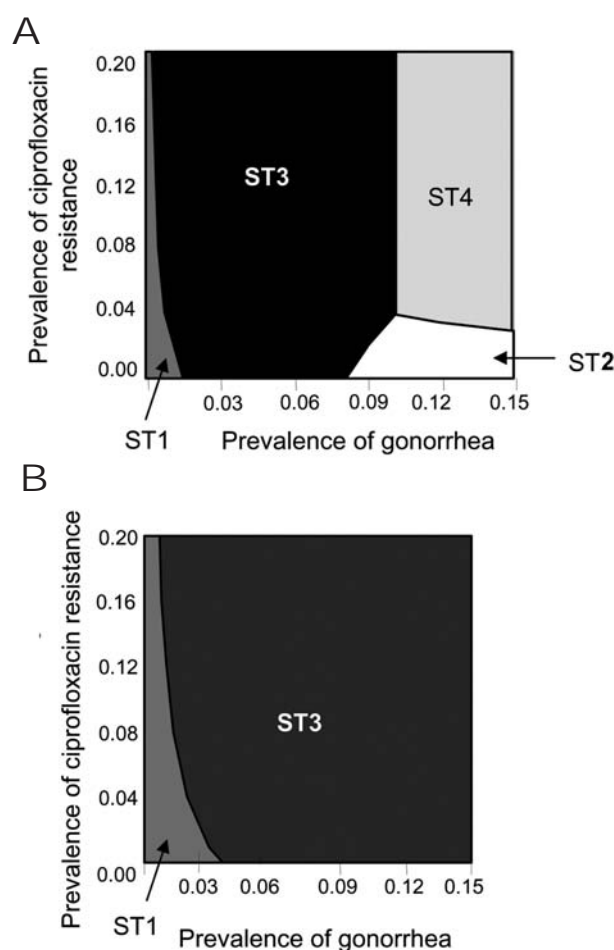 A
Prevalence of ciprofloxacin
resistance
0.20
0.16
0.12
0.08
0.04
0.00
ST3
ST4
ST2
ST1
0.03 0.06 0.09 0.12 0.15
Prevalence of gonorrhea
B
Prevalence of ciprofloxacin resistance
0.20
0.16
0.12
0.08
0.04
0.00
ST3
ST1
0.03 0.06 0.09 0.12 0.15
Prevalence of gonorrhea